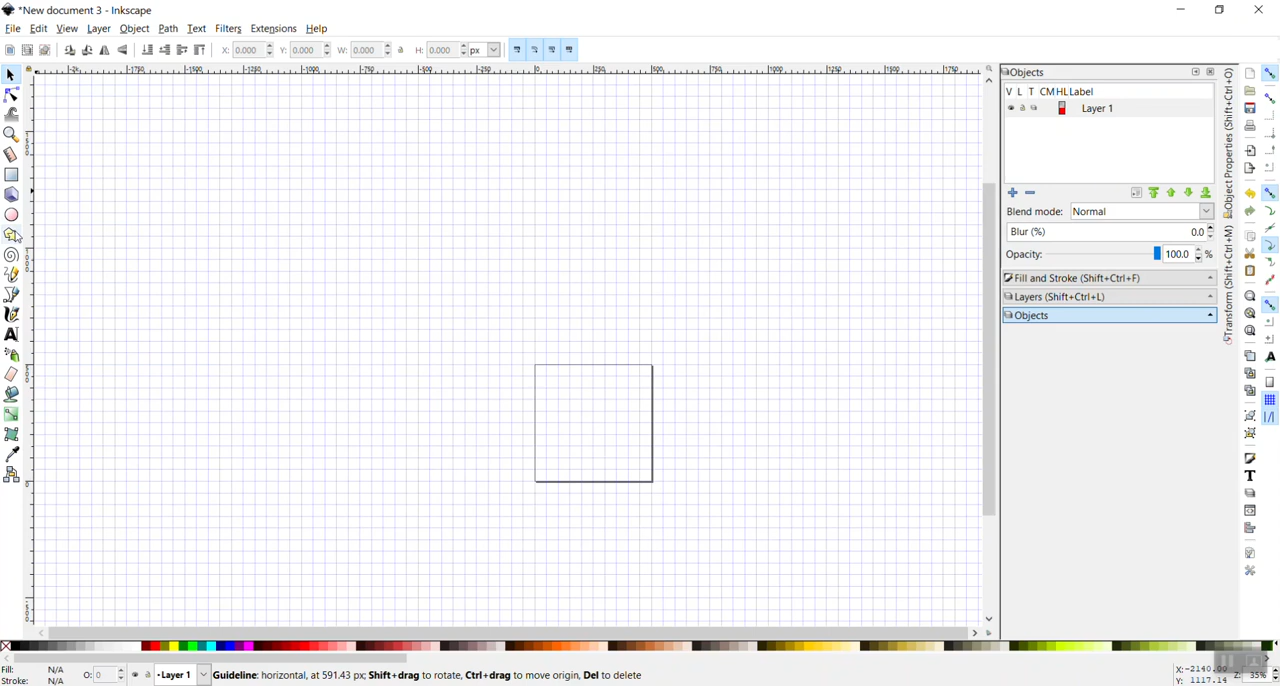 *New document 3 - Inkscape
File Edit View Layer Object Path Text Filters Extensions Help
X: 0.000 Y: 0.000 W: 0.000 H: 0.000 px
Objects
V L T CM HL Label
Layer 1
Blend mode: Normal
Blur (%) 0.0
Opacity: 100.0 %
Fill and Stroke (Shift+Ctrl+F)
Layers (Shift+Ctrl+L)
Objects
Object Properties (Shift+Ctrl+O)
Transform (Shift+Ctrl+M)
Fill: N/A
Stroke: N/A
O: 0
Layer 1
Guideline: horizontal, at 591.43 px; Shift+drag to rotate, Ctrl+drag to move origin, Del to delete
X: -2140.00
Y: 1117.14
Z: 35%